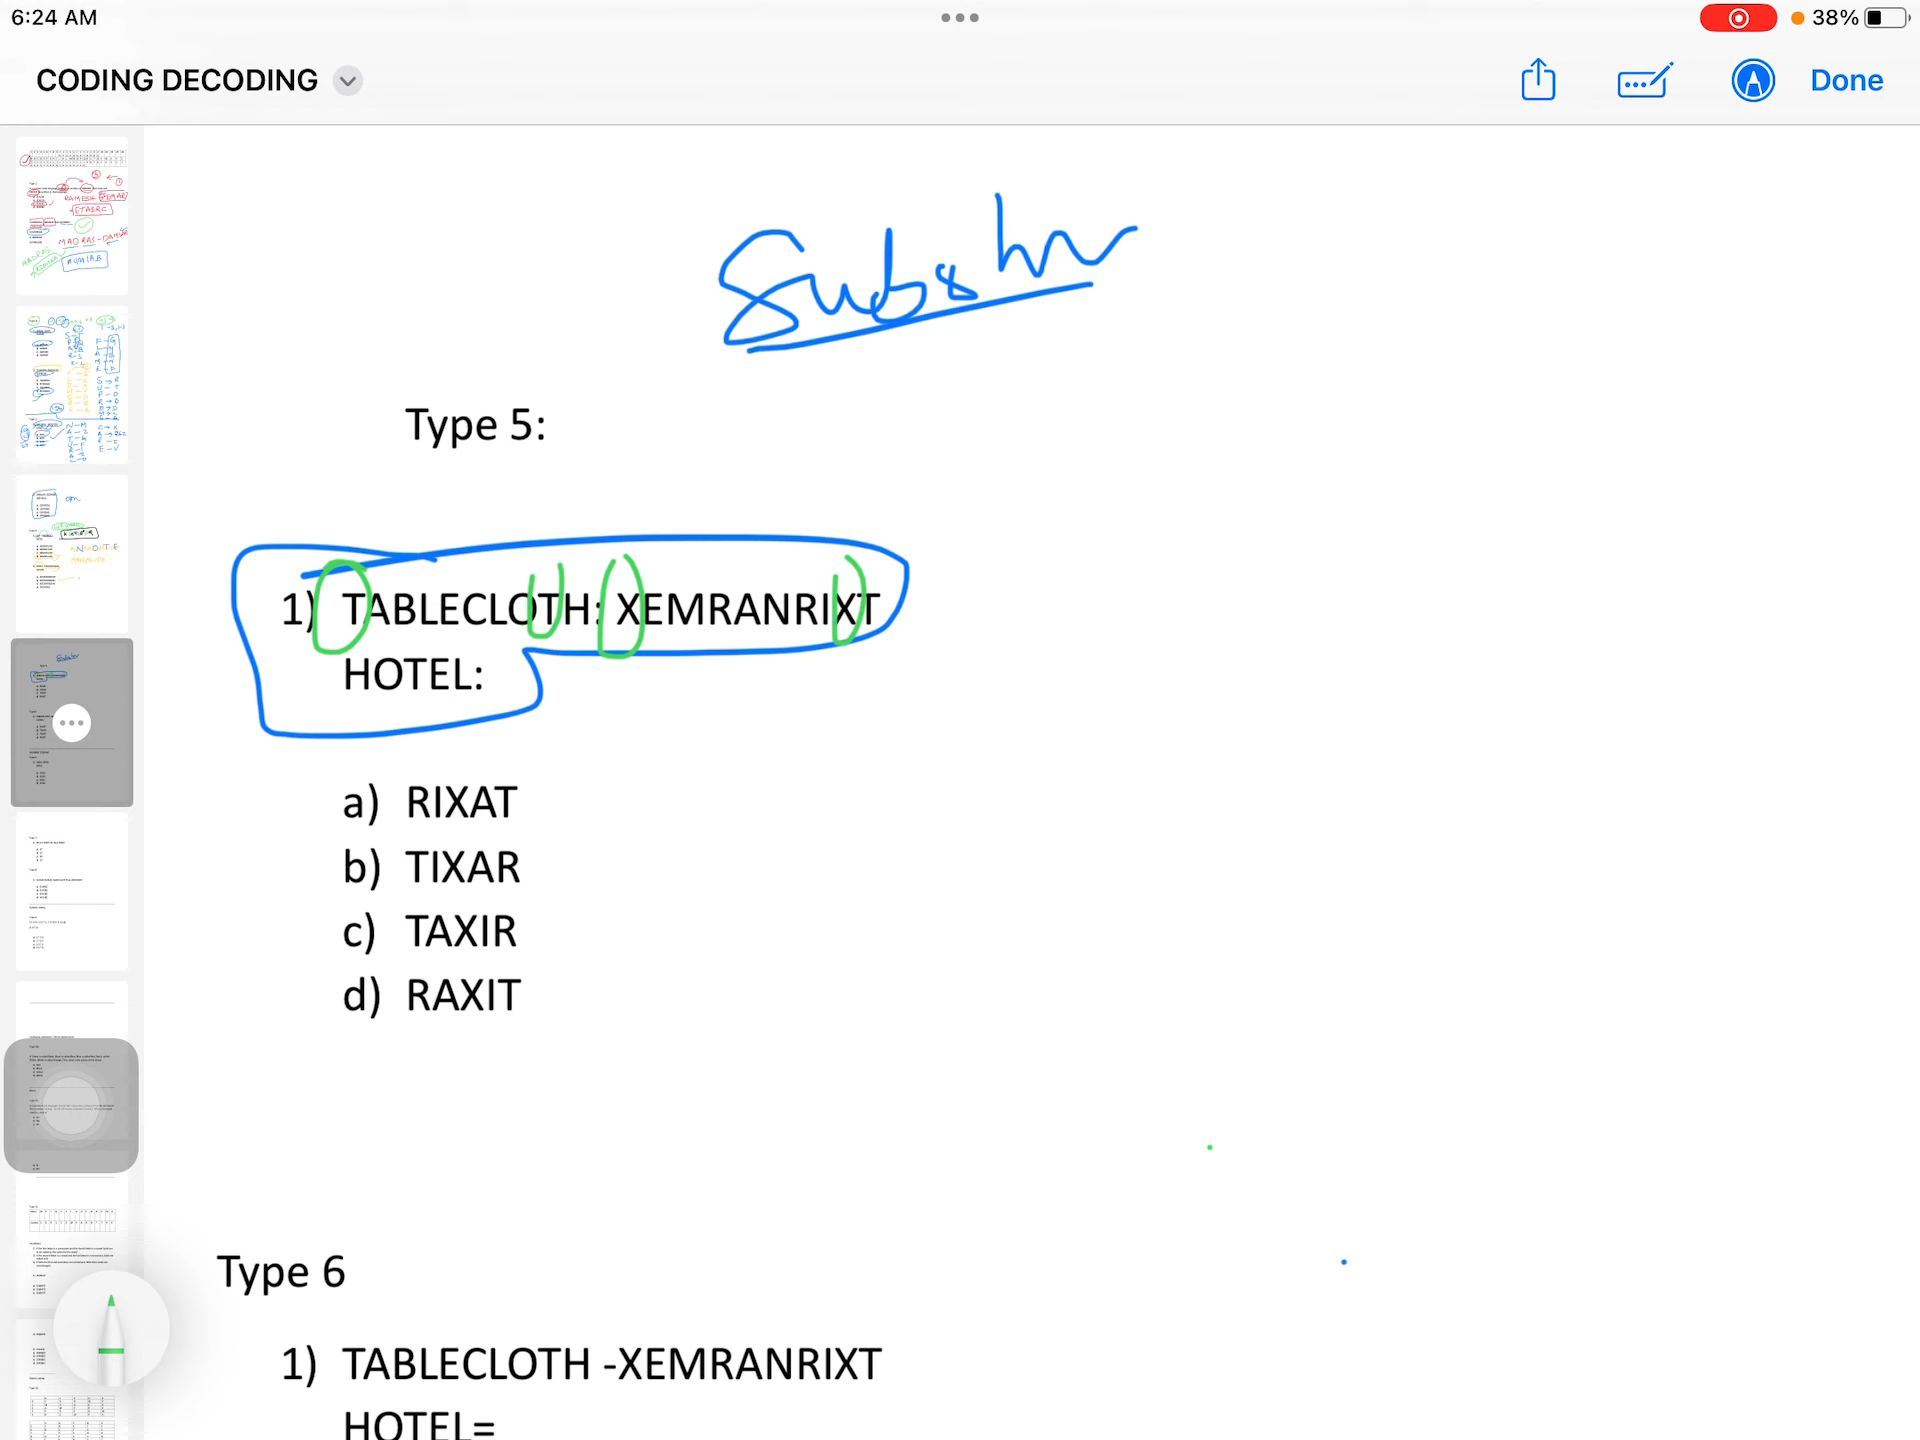 6:24 AM
38%
CODING DECODING
Done
Type 5:
1) TABLECLOTH: XEMRANRIXT
HOTEL:
a) RIXAT
b) TIXAR
c) TAXIR
d) RAXIT
Type 6
1) TABLECLOTH -XEMRANRIXT
HOTEL=